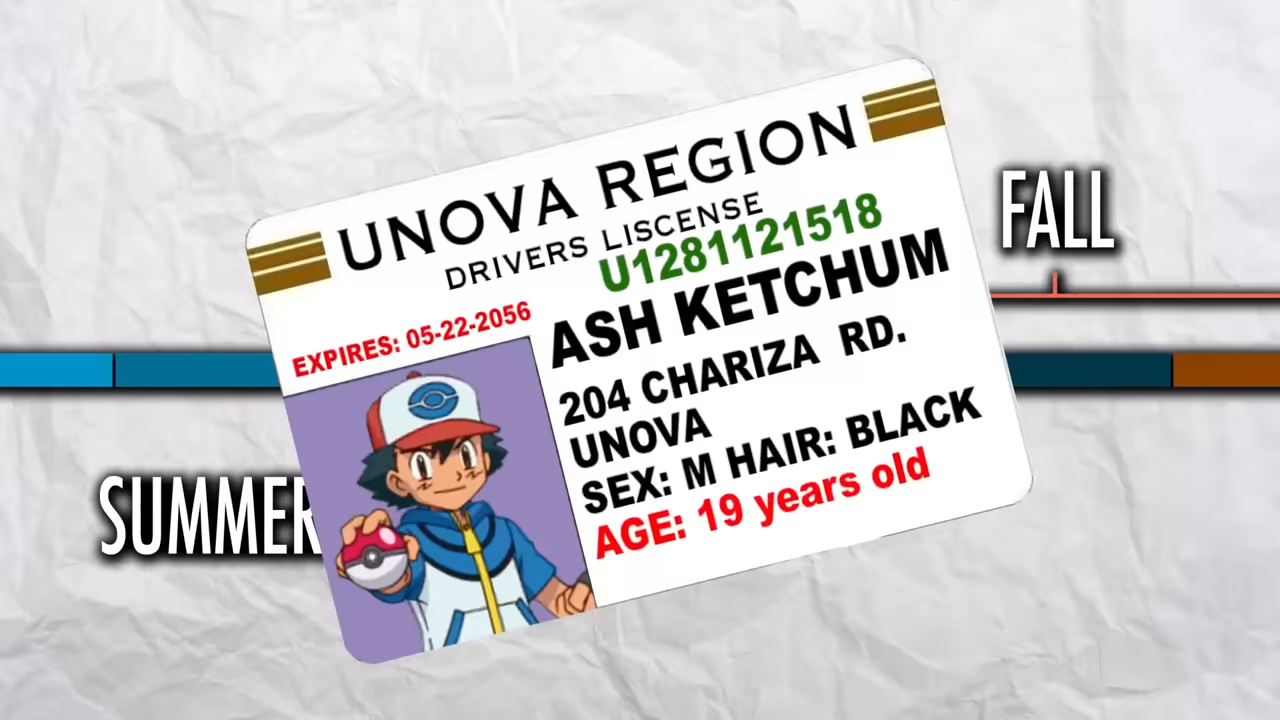 UNOVA REGION
DRIVERS LISCENSE
U1281121518
EXPIRES: 05-22-2056
ASH KETCHUM
204 CHARIZA RD.
UNOVA
SEX: M HAIR: BLACK
AGE: 19 years old
FALL
SUMMER